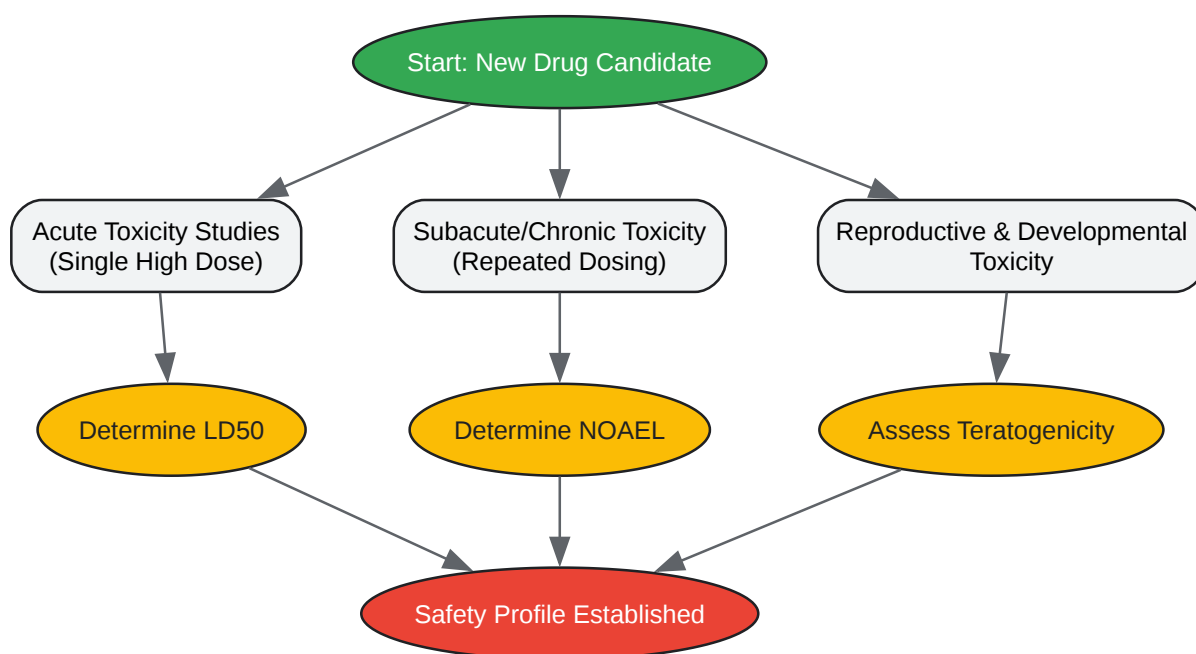 Start: New Drug Candidate
Acute Toxicity Studies
(Single High Dose)
Subacute/Chronic Toxicity
(Repeated Dosing)
Reproductive & Developmental
Toxicity
Determine LD50
Determine NOAEL
Assess Teratogenicity
Safety Profile Established